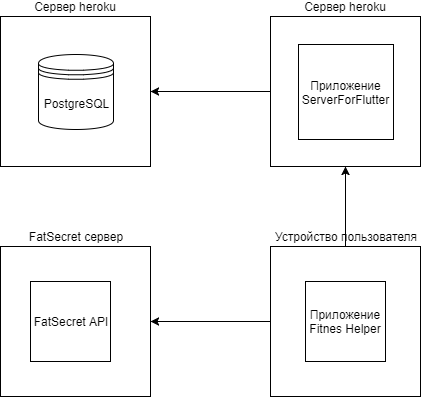 Сервер heroku
Сервер heroku
PostgreSQL
Приложение
ServerForFlutter
FatSecret сервер
Устройство пользователя
FatSecret API
Приложение
Fitnes Helper